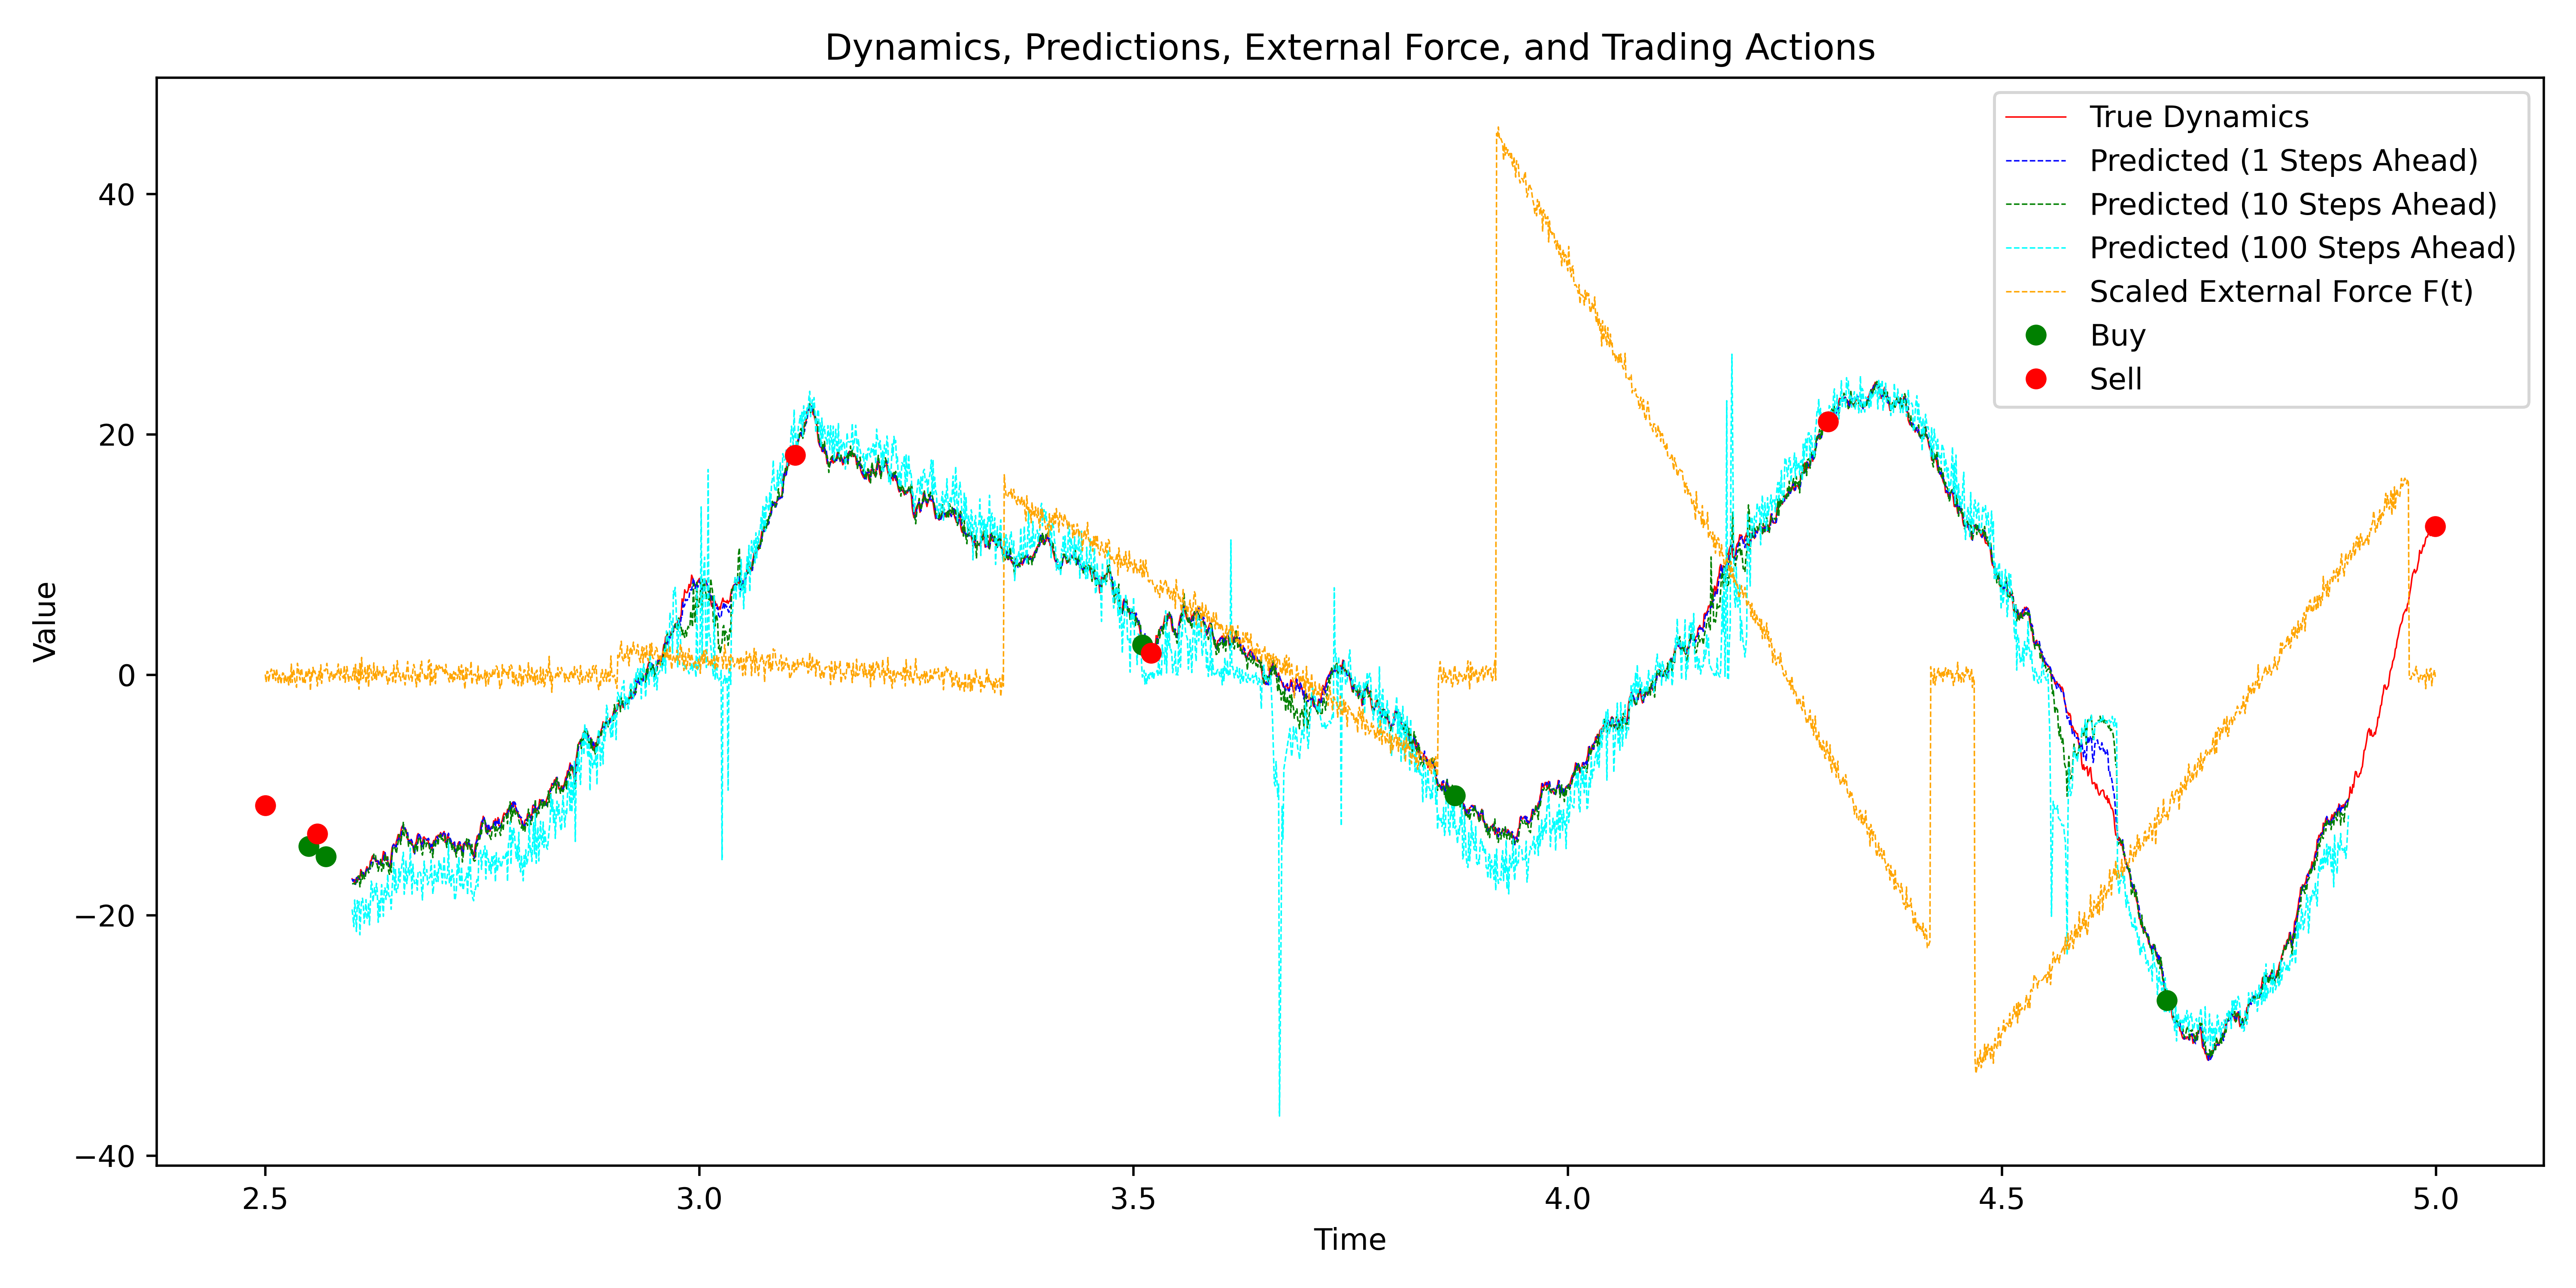 Dynamics, Predictions, External Force, and Trading Actions
True Dynamics
Predicted (1 Steps Ahead)
Predicted (10 Steps Ahead)
Predicted (100 Steps Ahead)
Scaled External Force F(t)
Buy
Sell
Value
40
20
0
−20
−40
2.5 3.0 3.5 4.0 4.5 5.0
Time